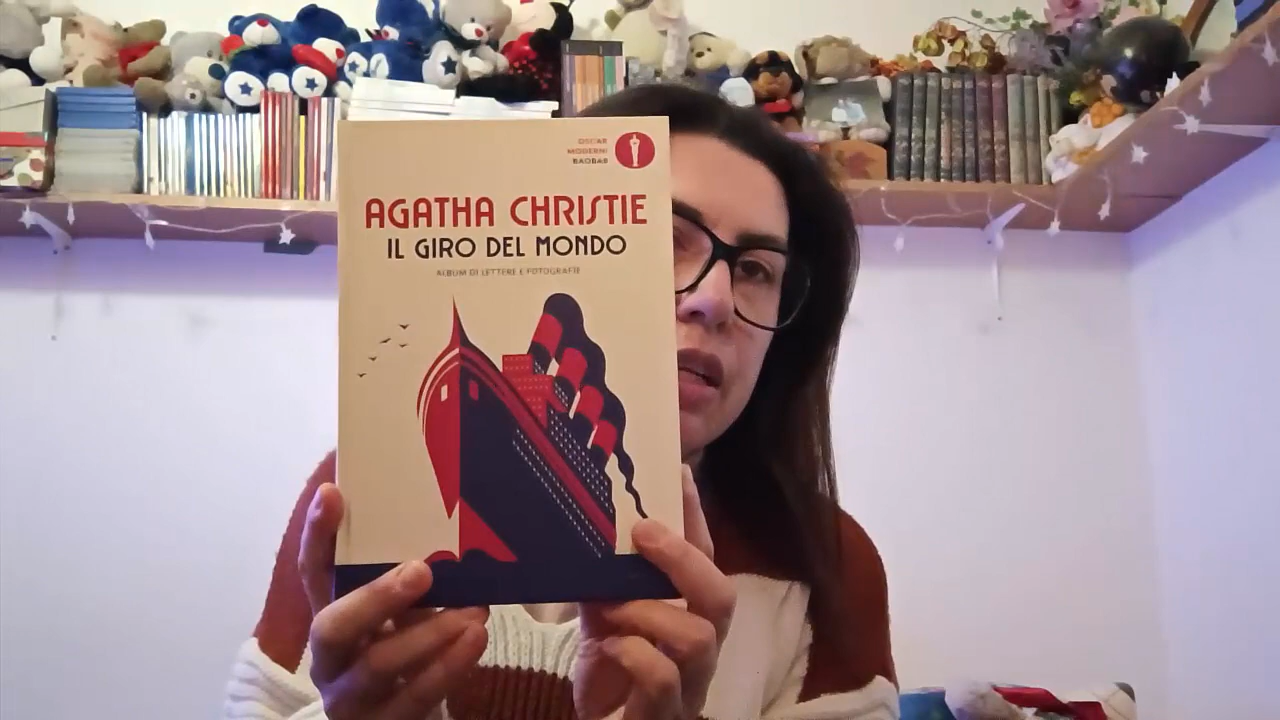 OSCAR
MODERNI
BAOBAB
AGATHA CHRISTIE
IL GIRO DEL MONDO
ALBUM DI LETTERE E FOTOGRAFIE